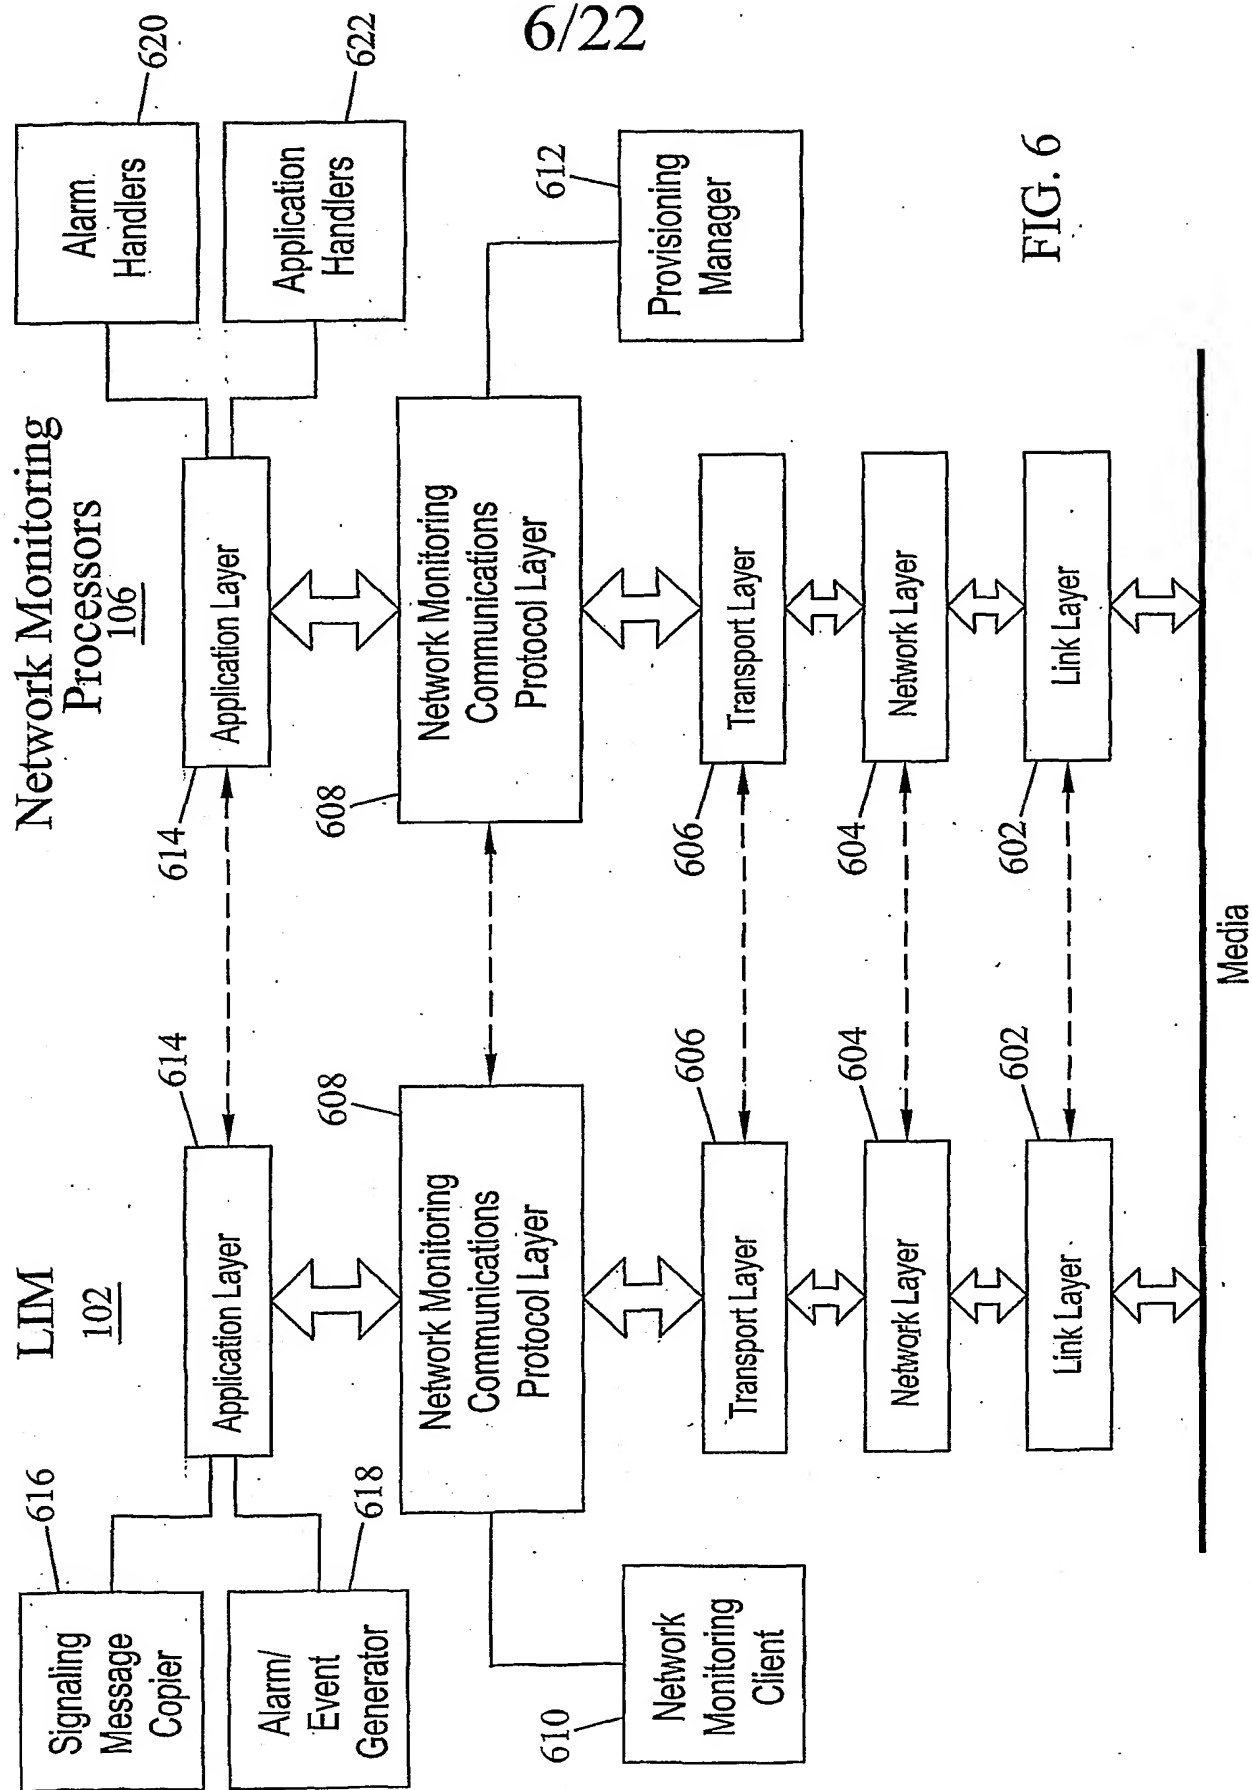 6/22
LIM
102
Network Monitoring
Processors
106
616
Signaling
Message
Copier
618
Alarm/
Event
Generator
614
Application Layer
614
Application Layer
620
Alarm
Handlers
622
Application
Handlers
608
Network Monitoring
Communications
Protocol Layer
608
Network Monitoring
Communications
Protocol Layer
610
Network
Monitoring
Client
612
Provisioning
Manager
606
Transport Layer
606
Transport Layer
604
Network Layer
604
Network Layer
602
Link Layer
602
Link Layer
Media
FIG. 6